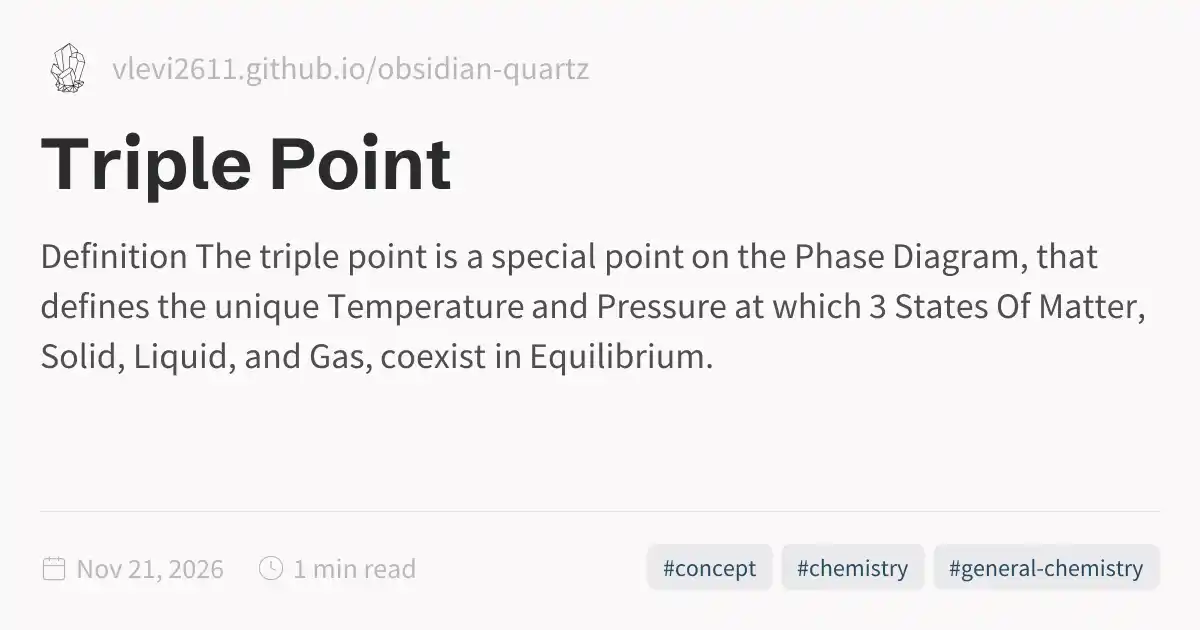 vlevi2611.github.io/obsidian-quartz
Triple Point
Definition The triple point is a special point on the Phase Diagram, that
defines the unique Temperature and Pressure at which 3 States Of Matter,
Solid, Liquid, and Gas, coexist in Equilibrium.
Nov 21, 2026 1 min read #concept #chemistry #general-chemistry